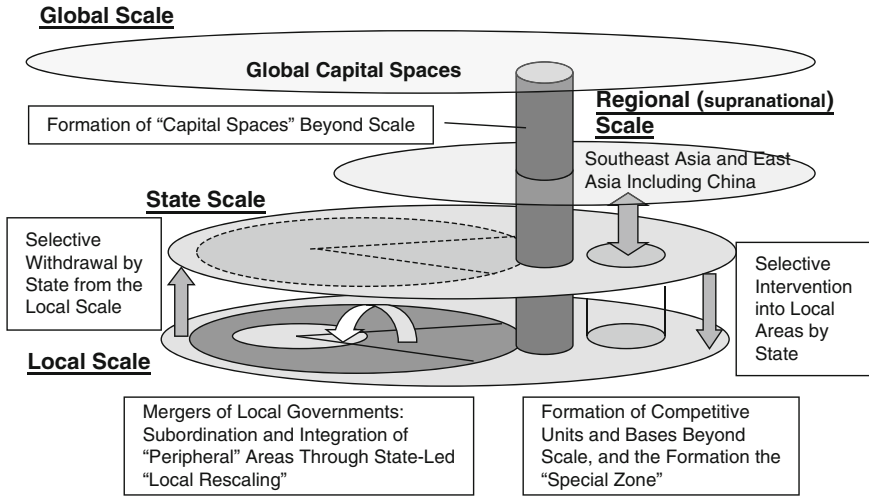 Global Scale
Global Capital Spaces
Formation of “Capital Spaces” Beyond Scale
Regional (supranational)
Scale
Southeast Asia and East
Asia Including China
State Scale
Selective
Withdrawal by
State from the
Local Scale
Selective
Intervention
into Local
Areas by
State
Local Scale
Mergers of Local Governments:
Subordination and Integration of
“Peripheral” Areas Through State-Led
“Local Rescaling”
Formation of Competitive
Units and Bases Beyond
Scale, and the Formation the
“Special Zone”